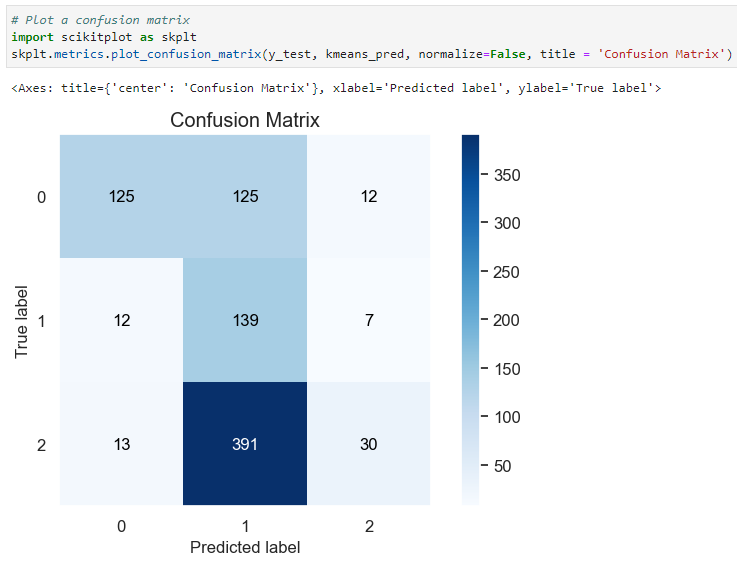 # Plot a confusion matrix
import scikitplot as skplt
skplt.metrics.plot_confusion_matrix(y_test, kmeans_pred, normalize=False, title = 'Confusion Matrix')
<Axes: title={'center': 'Confusion Matrix'}, xlabel='Predicted label', ylabel='True label'>
Confusion Matrix
0 125 125 12
1 12 139 7
2 13 391 30
0 1 2
Predicted label
True label
350
300
250
200
150
100
50